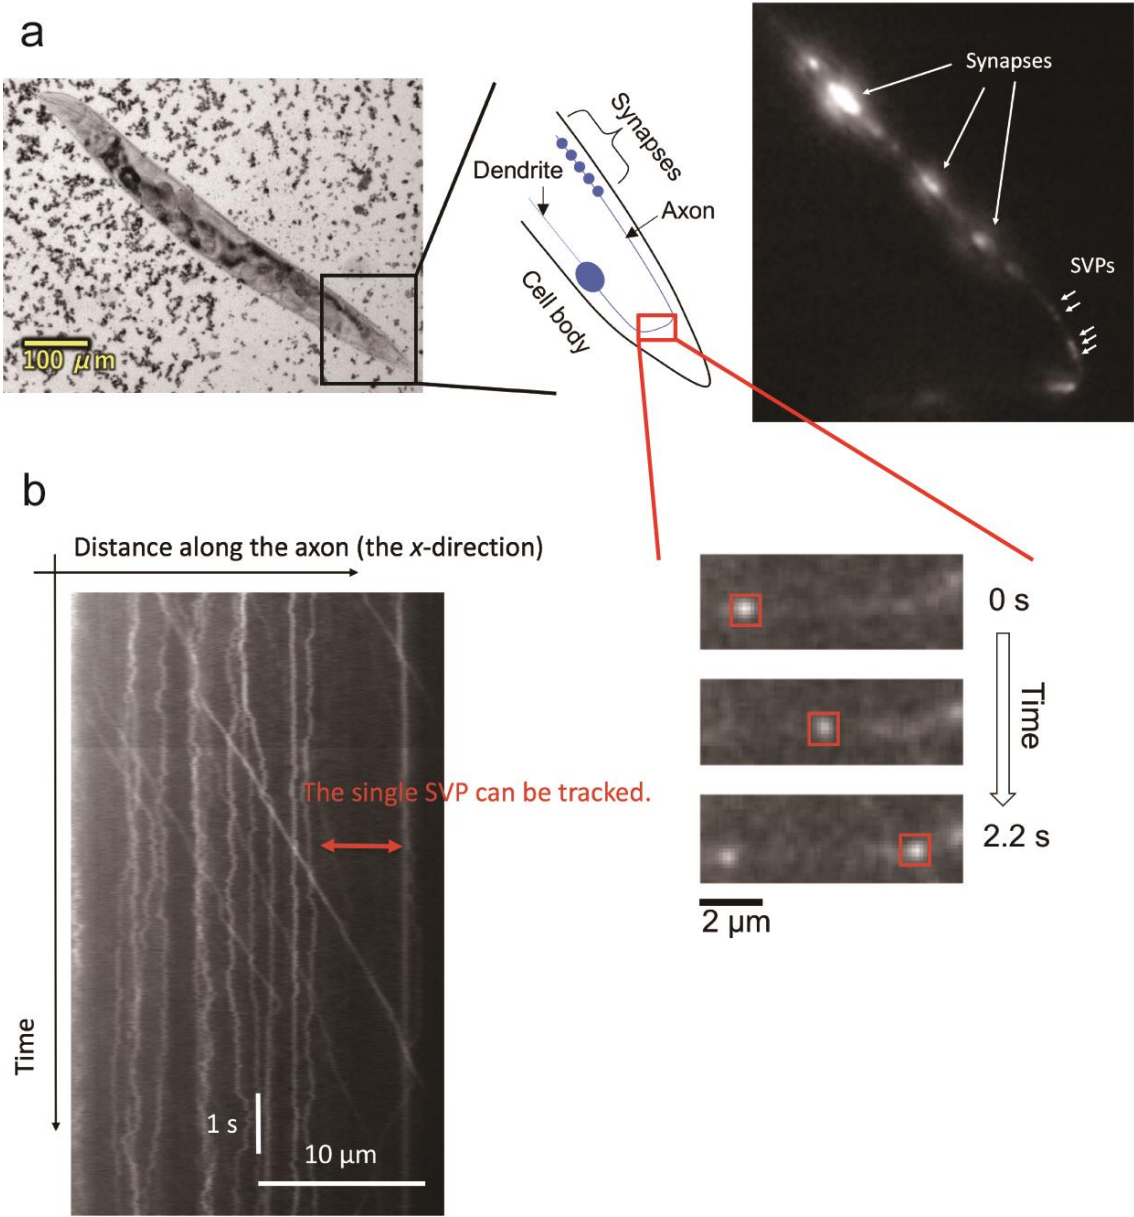 a
100 μm
Dendrite
Synapses
Axon
Cell body
Synapses
SVPs
b
Distance along the axon (the x-direction)
Time
The single SVP can be tracked.
1 s
10 μm
0 s
Time
2.2 s
2 μm